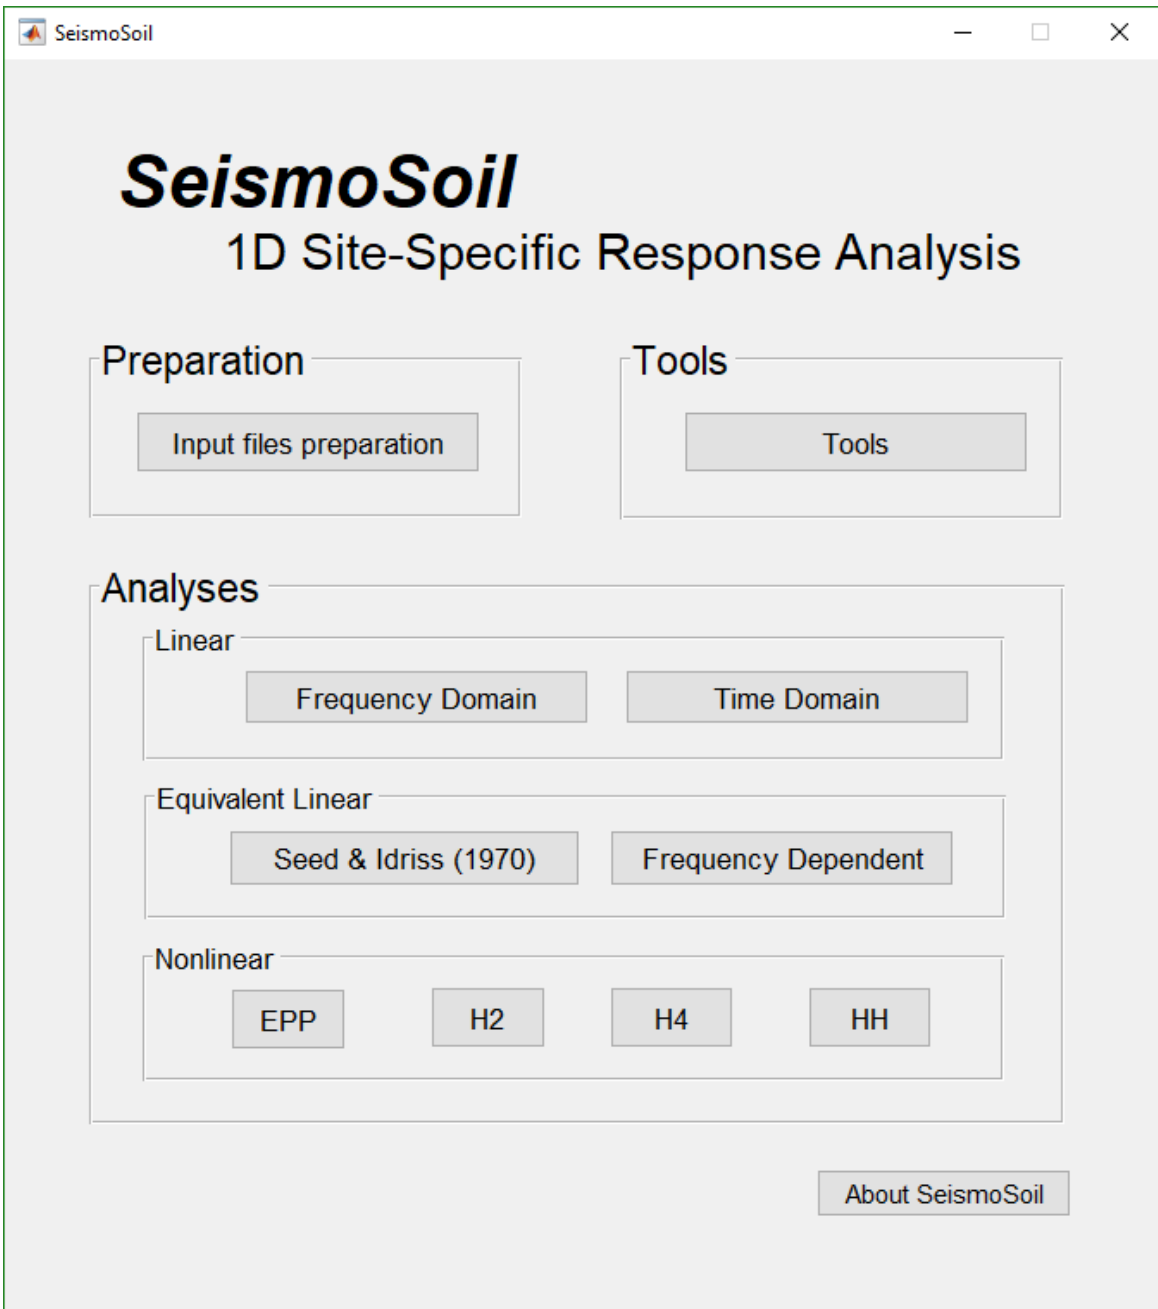 SeismoSoil
SeismoSoil
1D Site-Specific Response Analysis
Preparation
Input files preparation
Tools
Tools
Analyses
Linear
Frequency Domain
Time Domain
Equivalent Linear
Seed & Idriss (1970)
Frequency Dependent
Nonlinear
EPP
H2
H4
HH
About SeismoSoil